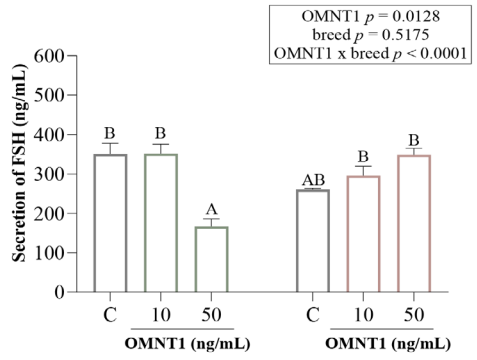 OMNT1 p = 0.0128
breed p = 0.5175
OMNT1 x breed p < 0.0001
Secretion of FSH (ng/mL)
600
500
400
300
200
100
0
B
B
A
AB
B
B
C
10
50
C
10
50
OMNT1 (ng/mL)
OMNT1 (ng/mL)